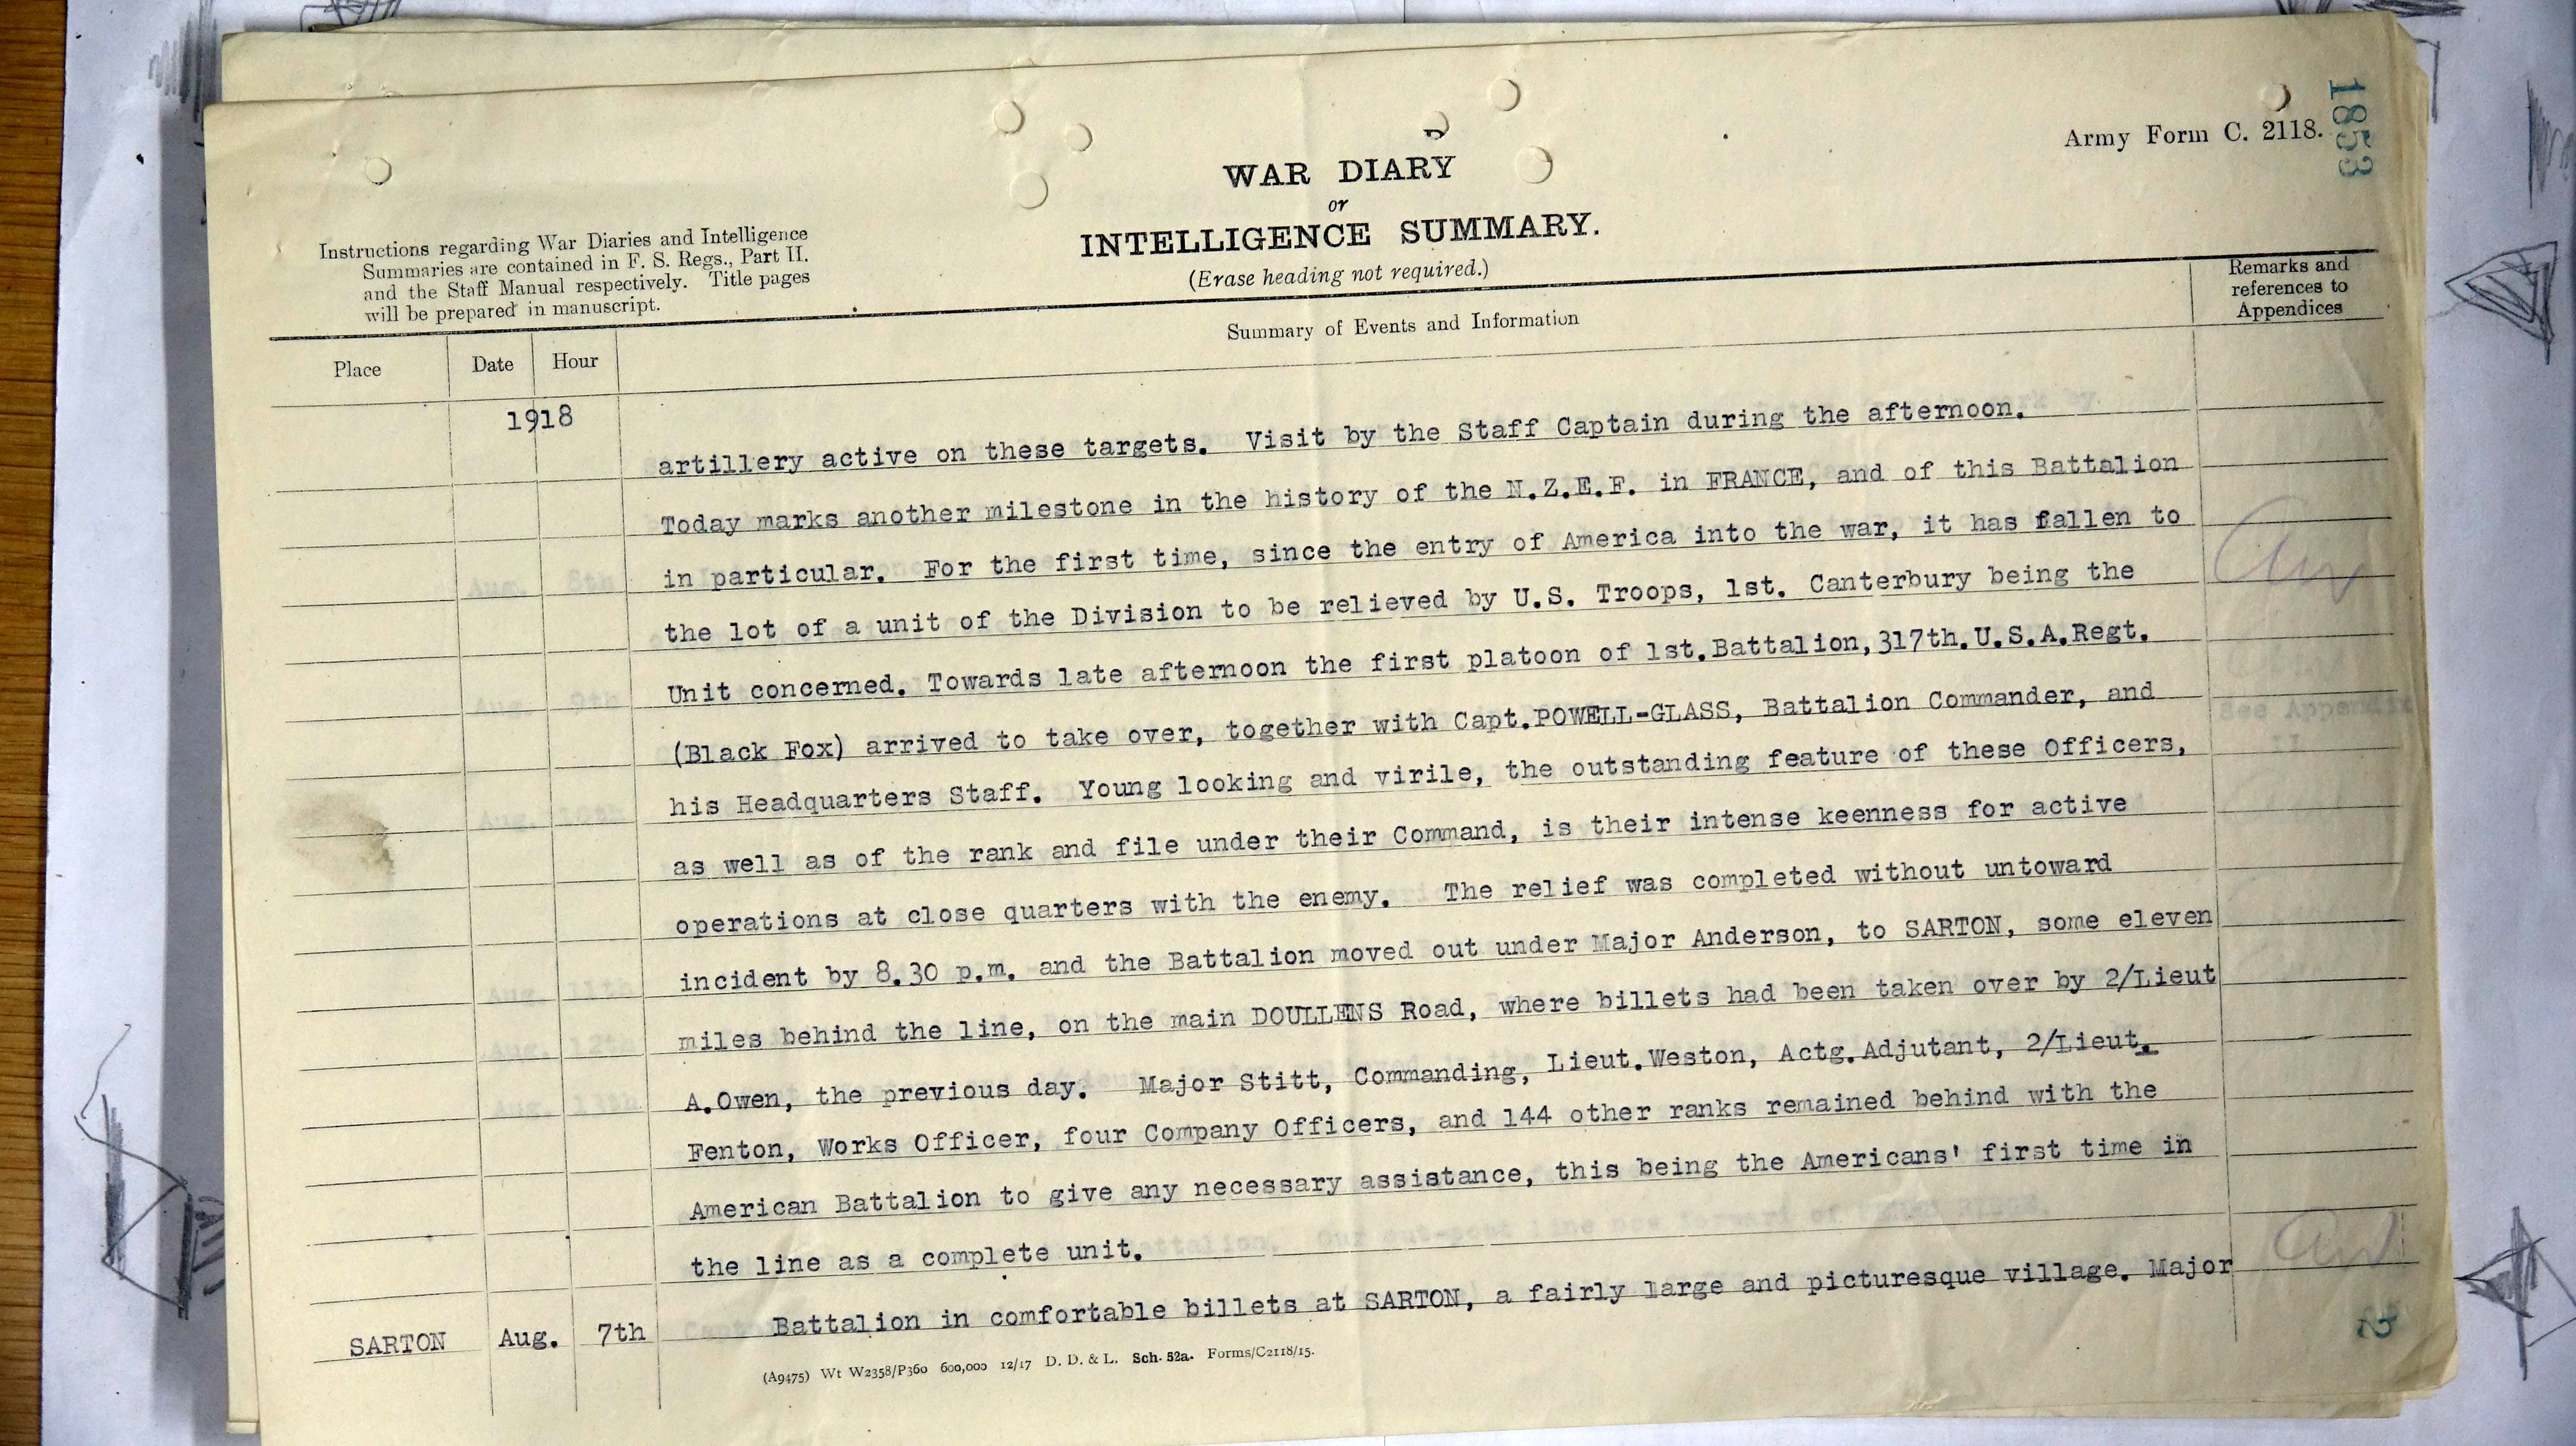 1853
Army Form C. 2118.
WAR DIARY
or
INTELLIGENCE SUMMARY.
(Erase heading not required.)
Instructions regarding War Diaries and Intelligence
Summaries are contained in F. S. Regs., Part II.
and the Staff Manual respectively. Title pages
will be prepared in manuscript.
Place
Date
Hour
Summary of Events and Information
Remarks and
references to
Appendices
1918
artillery active on these targets. Visit by the Staff Captain during the afternoon.
Today marks another milestone in the history of the N.Z.E.F. in FRANCE, and of this Battalion
in particular. For the first time, since the entry of America into the war, it has fallen to
the lot of a unit of the Division to be relieved by U.S. Troops, 1st. Canterbury being the
Unit concerned. Towards late afternoon the first platoon of 1st.Battalion,317th.U.S.A.Regt.
(Black Fox) arrived to take over, together with Capt.POWELL-GLASS, Battalion Commander, and
his Headquarters Staff. Young looking and virile, the outstanding feature of these Officers,
as well as of the rank and file under their Command, is their intense keenness for active
operations at close quarters with the enemy. The relief was completed without untoward
incident by 8.30 p.m. and the Battalion moved out under Major Anderson, to SARTON, some eleven
miles behind the line, on the main DOULLENS Road, where billets had been taken over by 2/Lieut
A.Owen, the previous day. Major Stitt, Commanding, Lieut.Weston, Actg.Adjutant, 2/Lieut.
Fenton, Works Officer, four Company Officers, and 144 other ranks remained behind with the
American Battalion to give any necessary assistance, this being the Americans' first time in
the line as a complete unit.
SARTON Aug. 7th Battalion in comfortable billets at SARTON, a fairly large and picturesque village. Major
(A9475) Wt W2358/P360 600,000 12/17 D. D. & L. Sch. 52a. Forms/C2118/15.